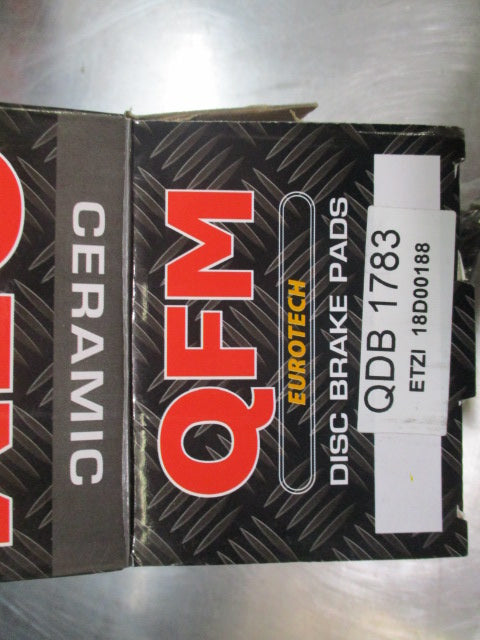 CERAMIC
QFM
EUROTECH
DISC BRAKE PADS
QDB 1783
ETZI 18D00188